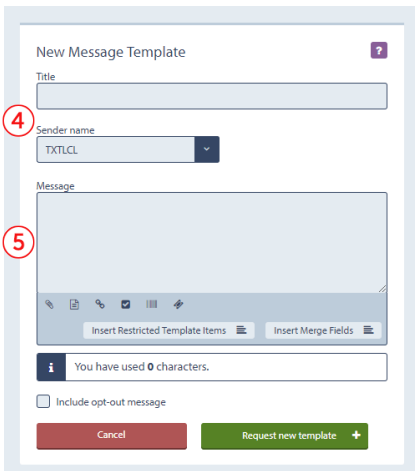 New Message Template
?
Title
4
Sender name
TXTLCL
Message
5
Insert Restricted Template Items
Insert Merge Fields
i You have used 0 characters.
Include opt-out message
Cancel
Request new template +